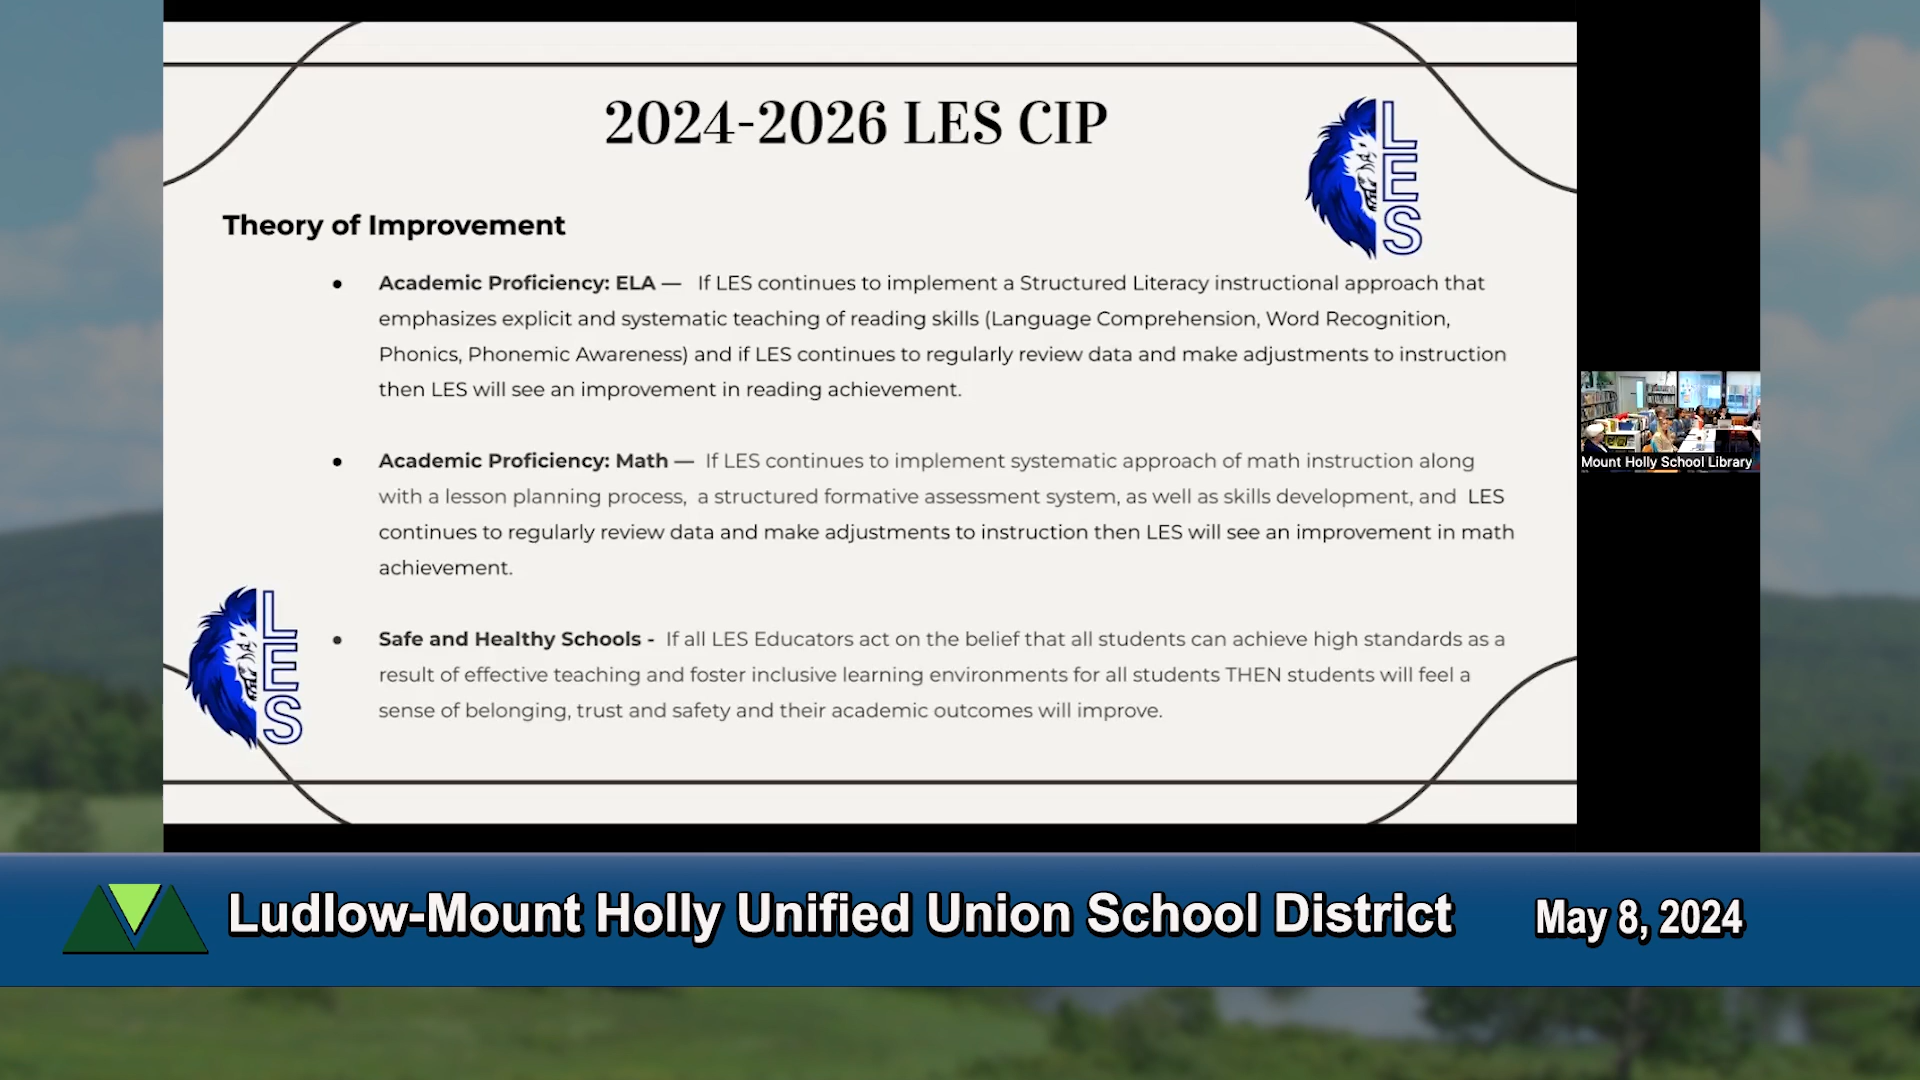 2024-2026 LES CIP
LES
Theory of Improvement
● Academic Proficiency: ELA — If LES continues to implement a Structured Literacy instructional approach that
emphasizes explicit and systematic teaching of reading skills (Language Comprehension, Word Recognition,
Phonics, Phonemic Awareness) and if LES continues to regularly review data and make adjustments to instruction
then LES will see an improvement in reading achievement.
● Academic Proficiency: Math — If LES continues to implement systematic approach of math instruction along
with a lesson planning process, a structured formative assessment system, as well as skills development, and LES
continues to regularly review data and make adjustments to instruction then LES will see an improvement in math
achievement.
LES
● Safe and Healthy Schools - If all LES Educators act on the belief that all students can achieve high standards as a
result of effective teaching and foster inclusive learning environments for all students THEN students will feel a
sense of belonging, trust and safety and their academic outcomes will improve.
Mount Holly School Library
Ludlow-Mount Holly Unified Union School District
May 8, 2024